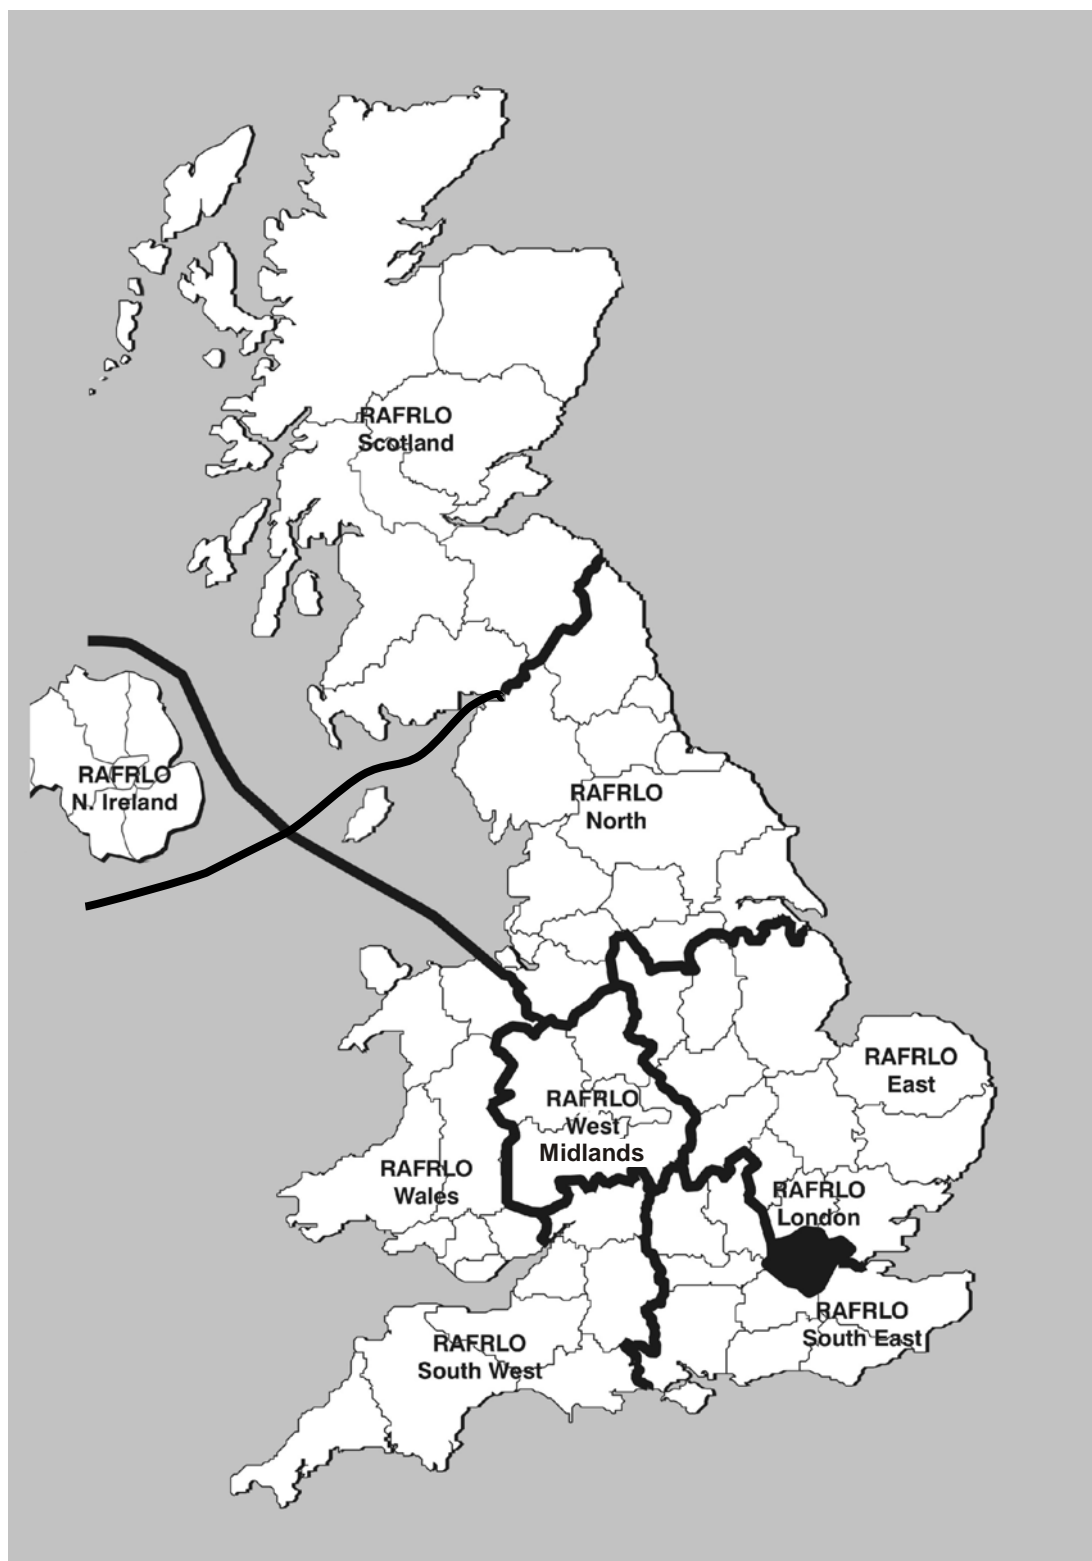 RAFRLO
Scotland
RAFRLO
N. Ireland
RAFRLO
North
RAFRLO
East
RAFRLO
West
Midlands
RAFRLO
Wales
RAFRLO
London
RAFRLO
South East
RAFRLO
South West